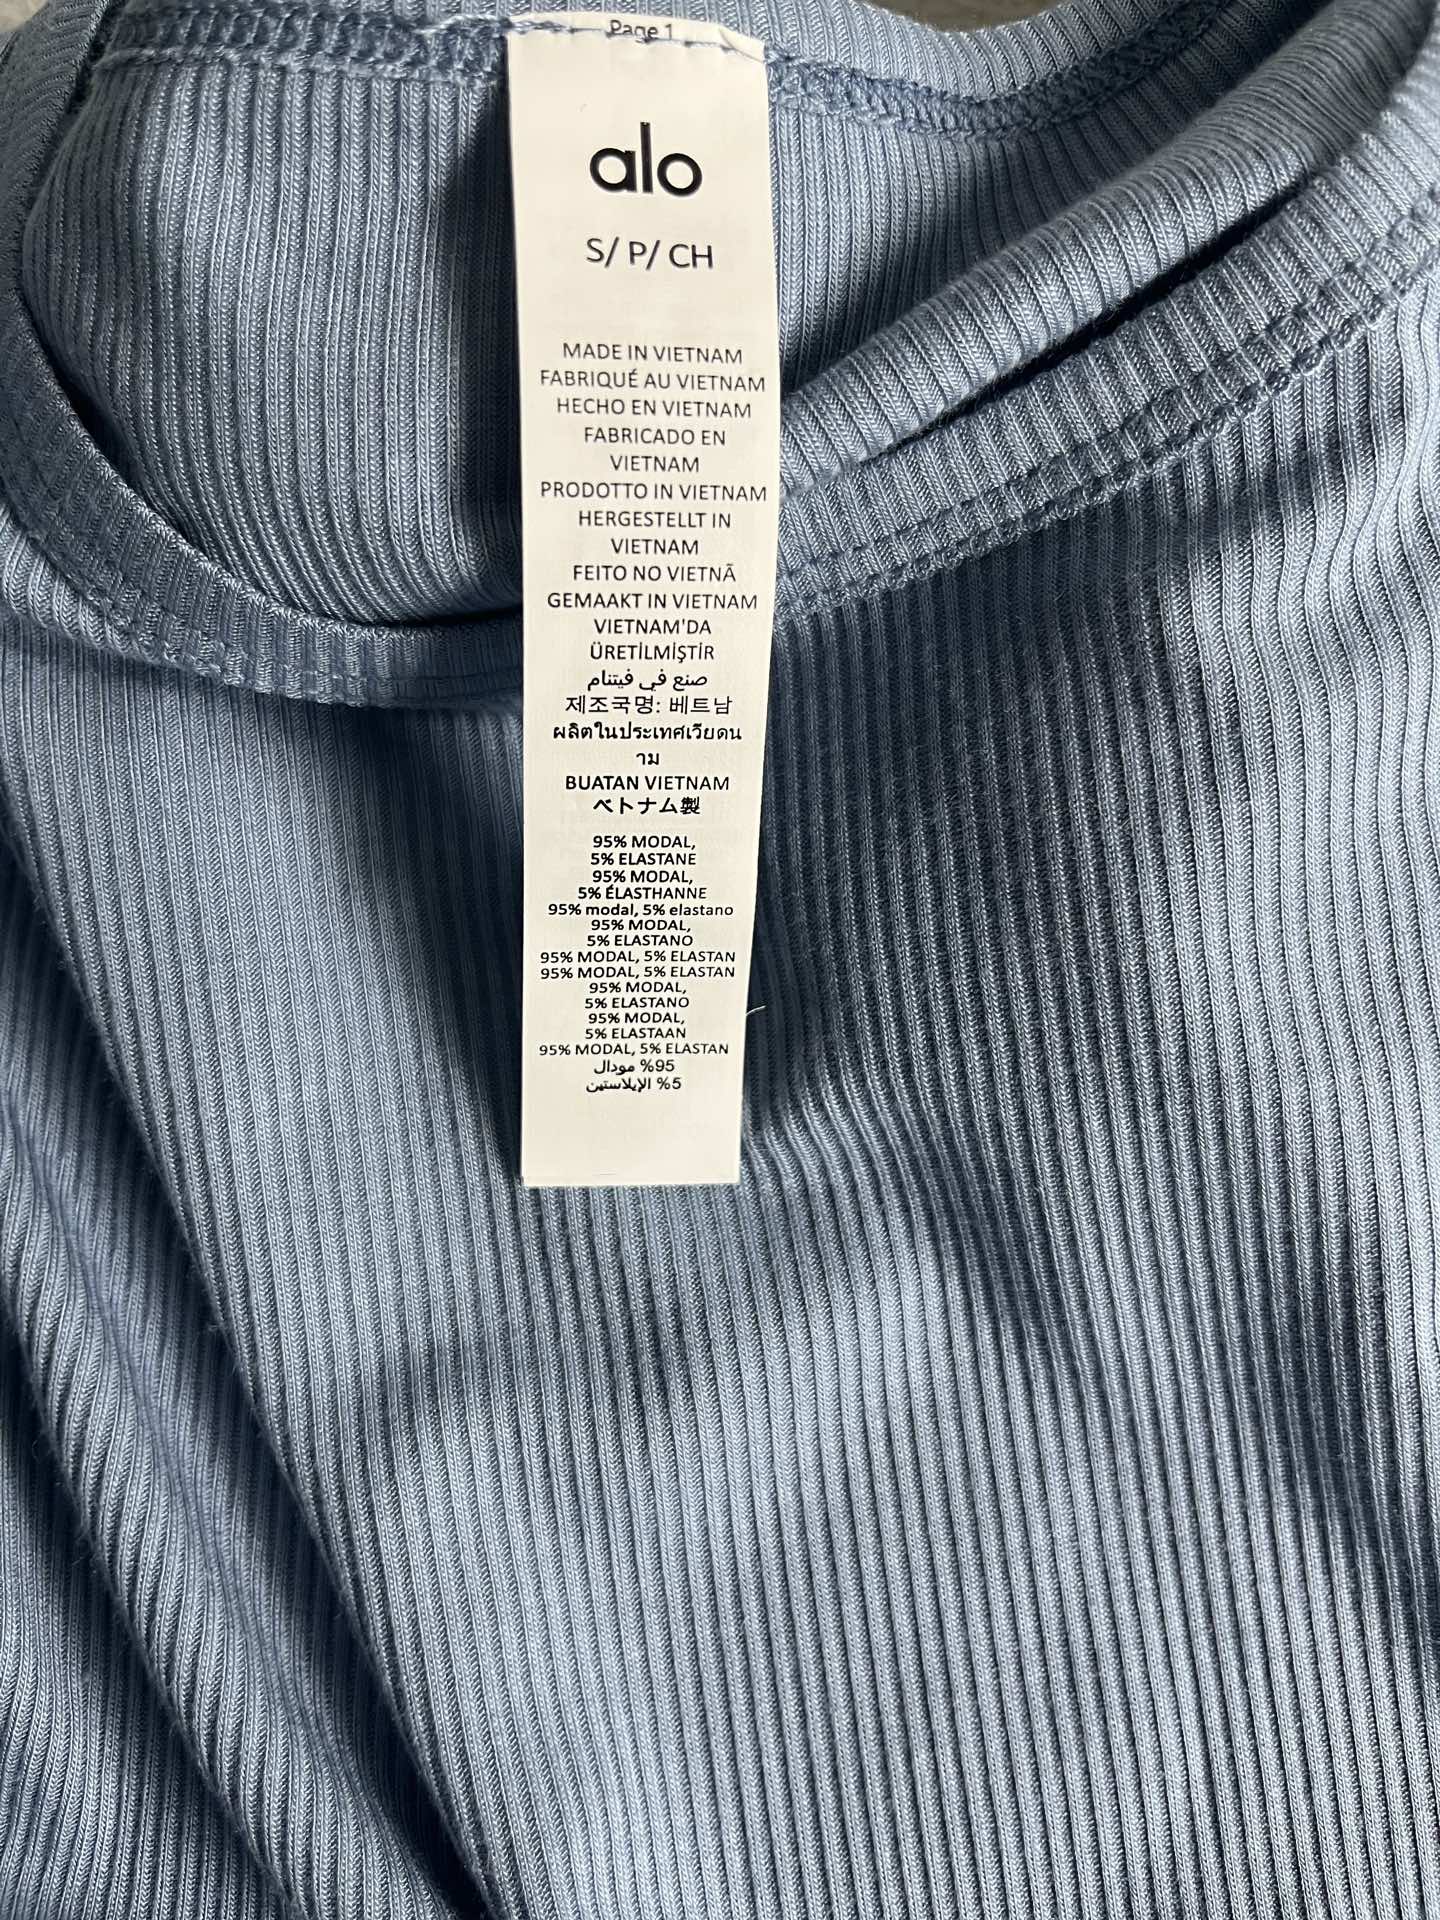 Page 1
alo
S/ P/ CH
MADE IN VIETNAM
FABRIQUÉ AU VIETNAM
HECHO EN VIETNAM
FABRICADO EN
VIETNAM
PRODOTTO IN VIETNAM
HERGESTELLT IN
VIETNAM
FEITO NO VIETNÃ
GEMAAKT IN VIETNAM
VIETNAM'DA
ÜRETİLMİŞTİR
صنع في فيتنام
제조국명: 베트남
ผลิตในประเทศเวียดน
าม
BUATAN VIETNAM
ベトナム製
95% MODAL,
5% ELASTANE
95% MODAL,
5% ÉLASTHANNE
95% modal, 5% elastano
95% MODAL,
5% ELASTANO
95% MODAL, 5% ELASTAN
95% MODAL, 5% ELASTAN
95% MODAL,
5% ELASTANO
95% MODAL,
5% ELASTAAN
95% MODAL, 5% ELASTAN
95% مودال
5% الإيلاستين